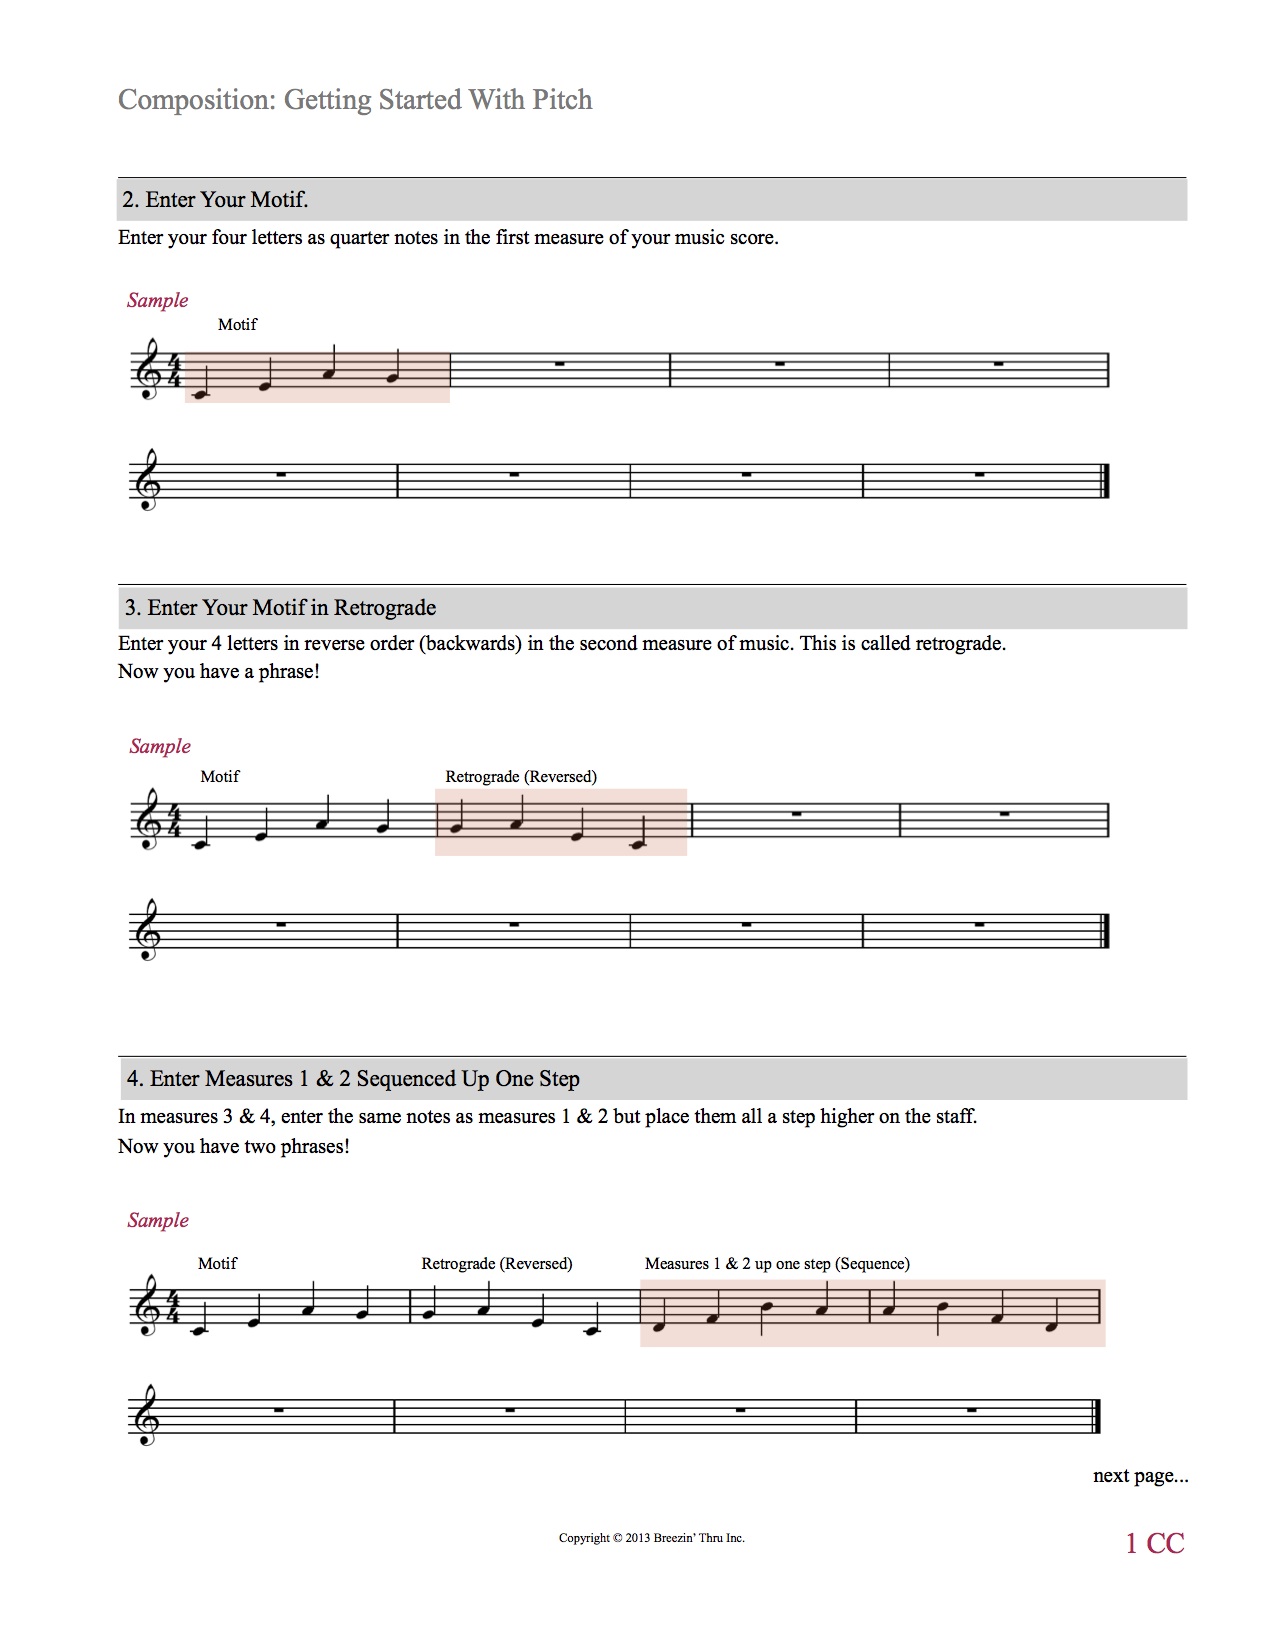 Composition: Getting Started With Pitch
2. Enter Your Motif.
Enter your four letters as quarter notes in the first measure of your music score.
Sample
Motif
4
4
3. Enter Your Motif in Retrograde
Enter your 4 letters in reverse order (backwards) in the second measure of music. This is called retrograde.
Now you have a phrase!
Sample
Motif Retrograde (Reversed)
4
4
4. Enter Measures 1 & 2 Sequenced Up One Step
In measures 3 & 4, enter the same notes as measures 1 & 2 but place them all a step higher on the staff.
Now you have two phrases!
Sample
Motif Retrograde (Reversed) Measures 1 & 2 up one step (Sequence)
4
4
next page...
Copyright © 2013 Breezin’ Thru Inc.
1 CC